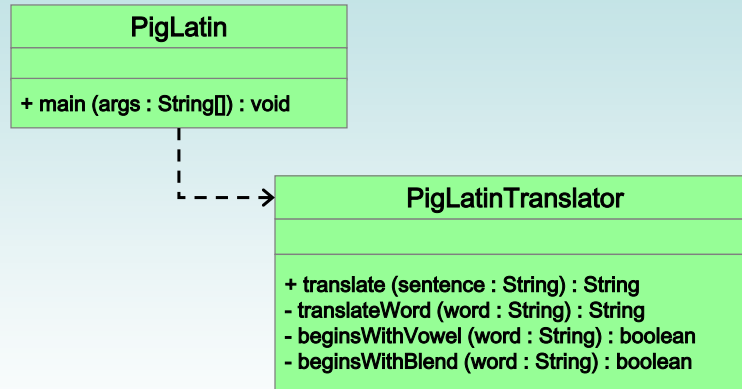 PigLatin
+ main (args : String[]) : void
PigLatinTranslator
+ translate (sentence : String) : String
- translateWord (word : String) : String
- beginsWithVowel (word : String) : boolean
- beginsWithBlend (word : String) : boolean